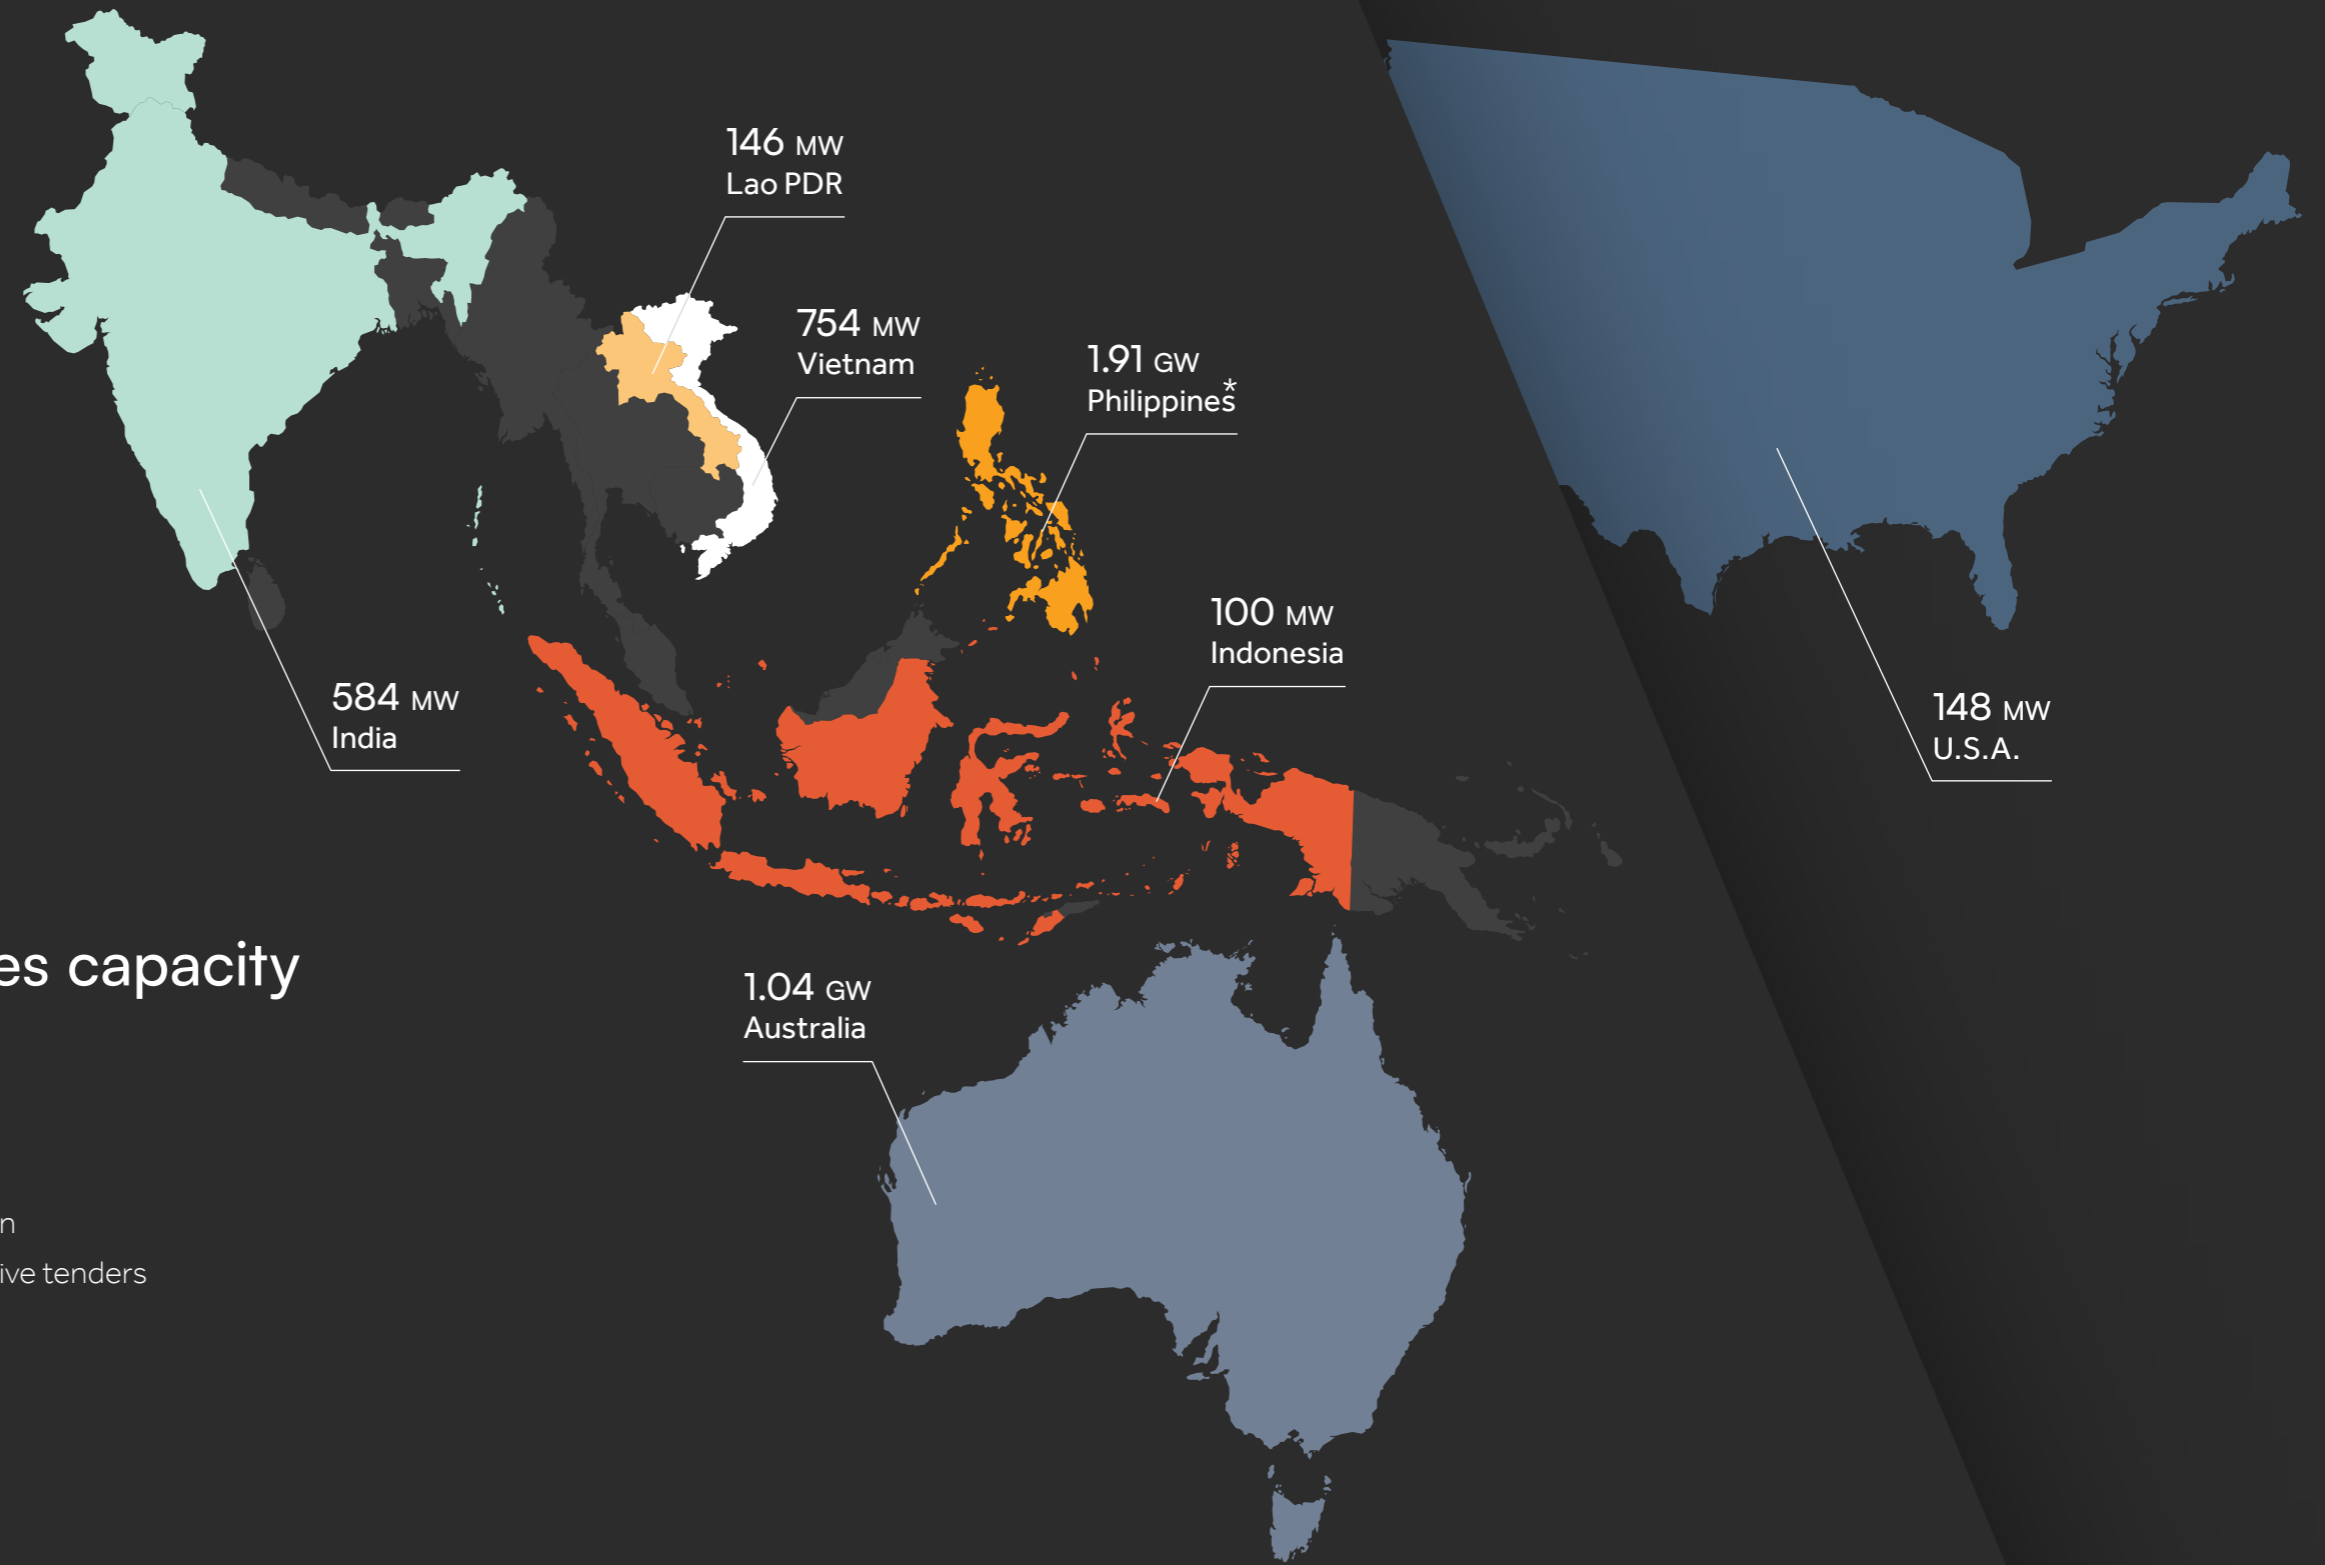 146 MW
Lao PDR
754 MW
Vietnam
1.91 GW
Philippines*
100 MW
Indonesia
584 MW
India
148 MW
U.S.A.
es capacity
1.04 GW
Australia
n
ive tenders